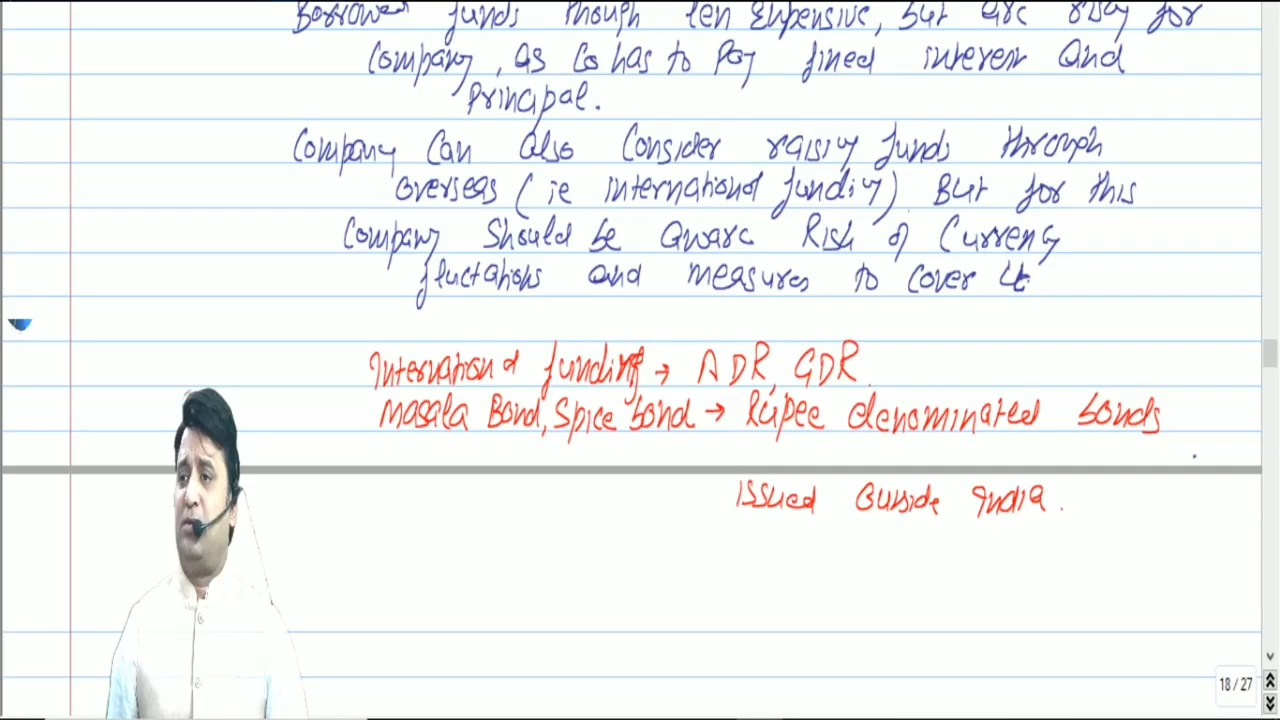 Borrowed funds though less Expensive, but are risky for
Company, as Co has to Pay fixed interest and
Principal.
Company Can also Consider raising funds through
overseas (ie international funding) But for this
Company Should be aware Risk of Currency
fluctations and measures to cover it
International funding → ADR, GDR.
Masala Bond, Spice bond → Rupee denominated bonds
issued outside India.
18 / 27